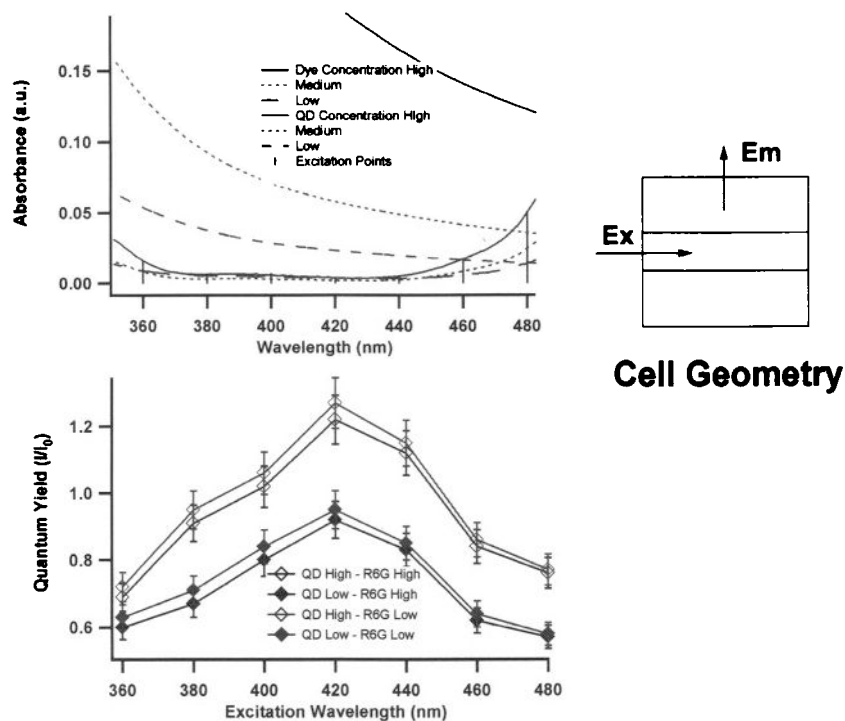 Absorbance (a.u.)
0.15
0.10
0.05
0.00
Dye Concentration High
Medium
Low
QD Concentration High
Medium
Low
Excitation Points
360 380 400 420 440 460 480
Wavelength (nm)
Em
Ex
Cell Geometry
Quantum Yield (I/I₀)
1.2
1.0
0.8
0.6
QD High - R6G High
QD Low - R6G High
QD High - R6G Low
QD Low - R6G Low
360 380 400 420 440 460 480
Excitation Wavelength (nm)